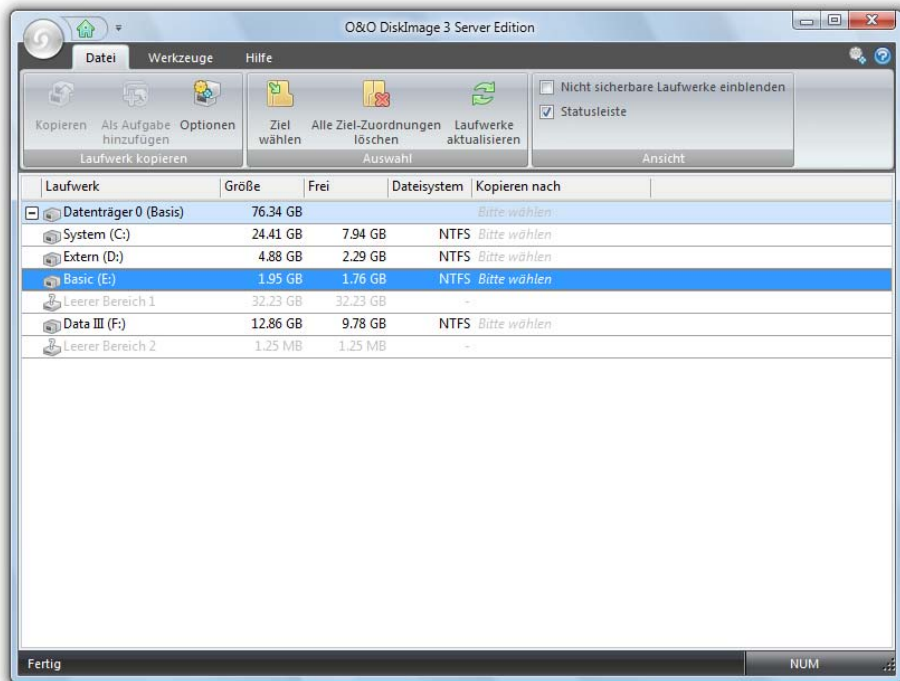 O&O DiskImage 3 Server Edition
Datei Werkzeuge Hilfe
Kopieren Als Aufgabe hinzufügen Optionen
Laufwerk kopieren
Ziel wählen Alle Ziel-Zuordnungen löschen Laufwerke aktualisieren
Auswahl
Nicht sicherbare Laufwerke einblenden
Statusleiste
Ansicht
Laufwerk Größe Frei Dateisystem Kopieren nach
Datenträger 0 (Basis) 76.34 GB Bitte wählen
System (C:) 24.41 GB 7.94 GB NTFS Bitte wählen
Extern (D:) 4.88 GB 2.29 GB NTFS Bitte wählen
Basic (E:) 1.95 GB 1.76 GB NTFS Bitte wählen
Leerer Bereich 1 32.23 GB 32.23 GB -
Data III (F:) 12.86 GB 9.78 GB NTFS Bitte wählen
Leerer Bereich 2 1.25 MB 1.25 MB -
Fertig NUM